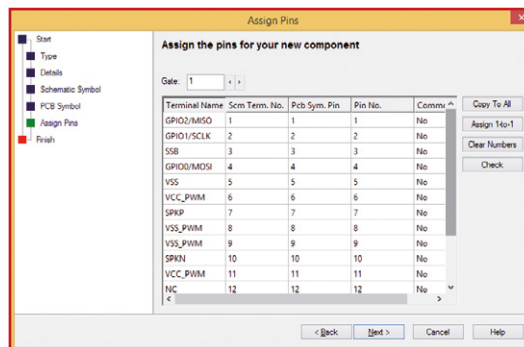 Assign Pins
Start
Type
Details
Schematic Symbol
PCB Symbol
Assign Pins
Finish
Assign the pins for your new component
Gate: 1
Terminal Name Scm Term. No. Pcb Sym. Pin Pin No. Commo
GPIO2/MISO 1 1 1 No
GPIO1/SCLK 2 2 2 No
SSB 3 3 3 No
GPIO0/MOSI 4 4 4 No
VSS 5 5 5 No
VCC_PWM 6 6 6 No
SPKP 7 7 7 No
VSS_PWM 8 8 8 No
VSS_PWM 9 9 9 No
SPKN 10 10 10 No
VCC_PWM 11 11 11 No
NC 12 12 12 No
Copy To All
Assign 1-to-1
Clear Numbers
Check
< Back Next > Cancel Help